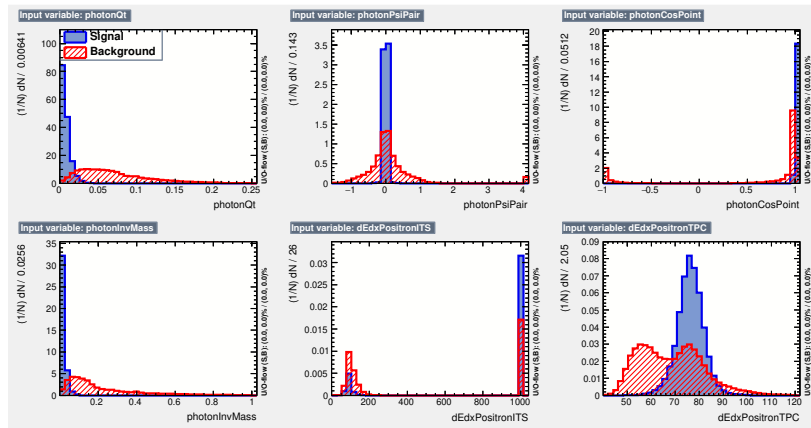 Input variable: photonQt
(1/N) dN / 0.00641
100
80
60
40
20
0
Signal
Background
0 0.05 0.1 0.15 0.2 0.25
photonQt
U/O-flow (S,B): (0.0, 0.0)% / (0.0, 0.0)%
Input variable: photonPsiPair
(1/N) dN / 0.143
3.5
3
2.5
2
1.5
1
0.5
0
−1 0 1 2 3 4
photonPsiPair
U/O-flow (S,B): (0.0, 0.0)% / (0.0, 0.0)%
Input variable: photonCosPoint
(1/N) dN / 0.0512
20
18
16
14
12
10
8
6
4
2
0
−1 −0.5 0 0.5 1
photonCosPoint
U/O-flow (S,B): (0.0, 0.0)% / (0.0, 0.0)%
Input variable: photonInvMass
(1/N) dN / 0.0256
35
30
25
20
15
10
5
0
0.2 0.4 0.6 0.8 1
photonInvMass
U/O-flow (S,B): (0.0, 0.0)% / (0.0, 0.0)%
Input variable: dEdxPositronITS
(1/N) dN / 26
0.03
0.025
0.02
0.015
0.01
0.005
0
0 200 400 600 800 1000
dEdxPositronITS
U/O-flow (S,B): (0.0, 0.0)% / (0.0, 0.0)%
Input variable: dEdxPositronTPC
(1/N) dN / 2.05
0.09
0.08
0.07
0.06
0.05
0.04
0.03
0.02
0.01
0
50 60 70 80 90 100 110 120
dEdxPositronTPC
U/O-flow (S,B): (0.0, 0.0)% / (0.0, 0.0)%